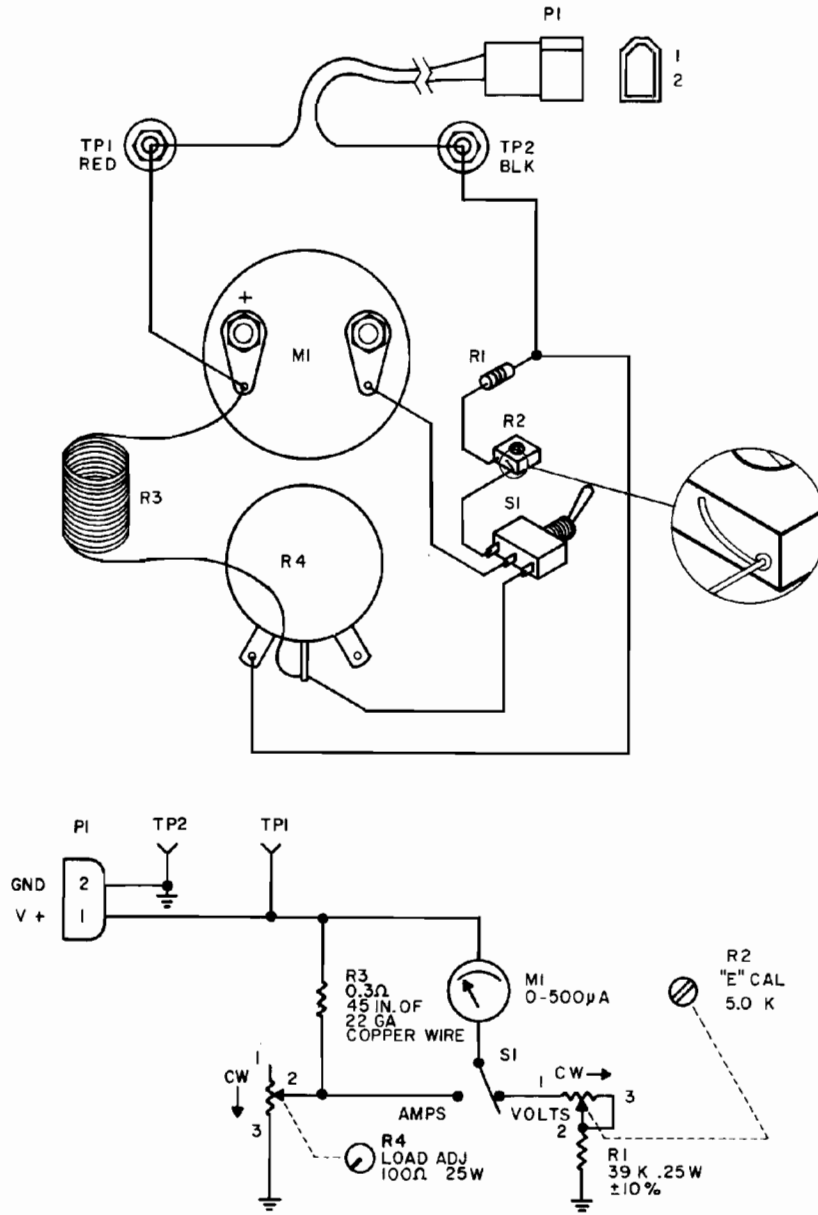 P1
1
2
TP1
RED
TP2
BLK
+
M1
R1
R2
R3
S1
R4
P1
TP2
TP1
GND
2
V +
1
R3
0.3Ω
45 IN. OF
22 GA
COPPER WIRE
M1
0-500µA
R2
"E" CAL
5.0 K
S1
CW
1
3
1
CW
2
3
AMPS
VOLTS
2
R4
LOAD ADJ
100Ω 25W
R1
39 K .25W
±10%